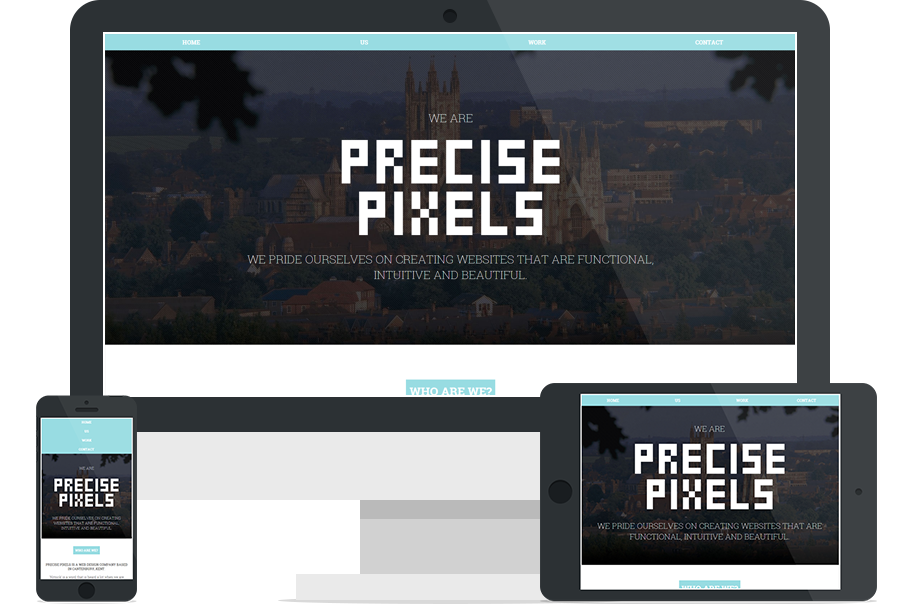 HOME US WORK CONTACT
WE ARE
PRECISE
PIXELS
WE PRIDE OURSELVES ON CREATING WEBSITES THAT ARE FUNCTIONAL,
INTUITIVE AND BEAUTIFUL.
WHO ARE WE?
HOME
US
WORK
CONTACT
WE ARE
PRECISE
PIXELS
WE PRIDE OURSELVES ON CREATING
WEBSITES THAT ARE FUNCTIONAL,
INTUITIVE AND BEAUTIFUL.
WHO ARE WE?
PRECISE PIXELS IS A WEB DESIGN COMPANY BASED
IN CANTERBURY, KENT
HOME US WORK CONTACT
WE ARE
PRECISE
PIXELS
WE PRIDE OURSELVES ON CREATING WEBSITES THAT ARE
FUNCTIONAL, INTUITIVE AND BEAUTIFUL.
WHO ARE WE?